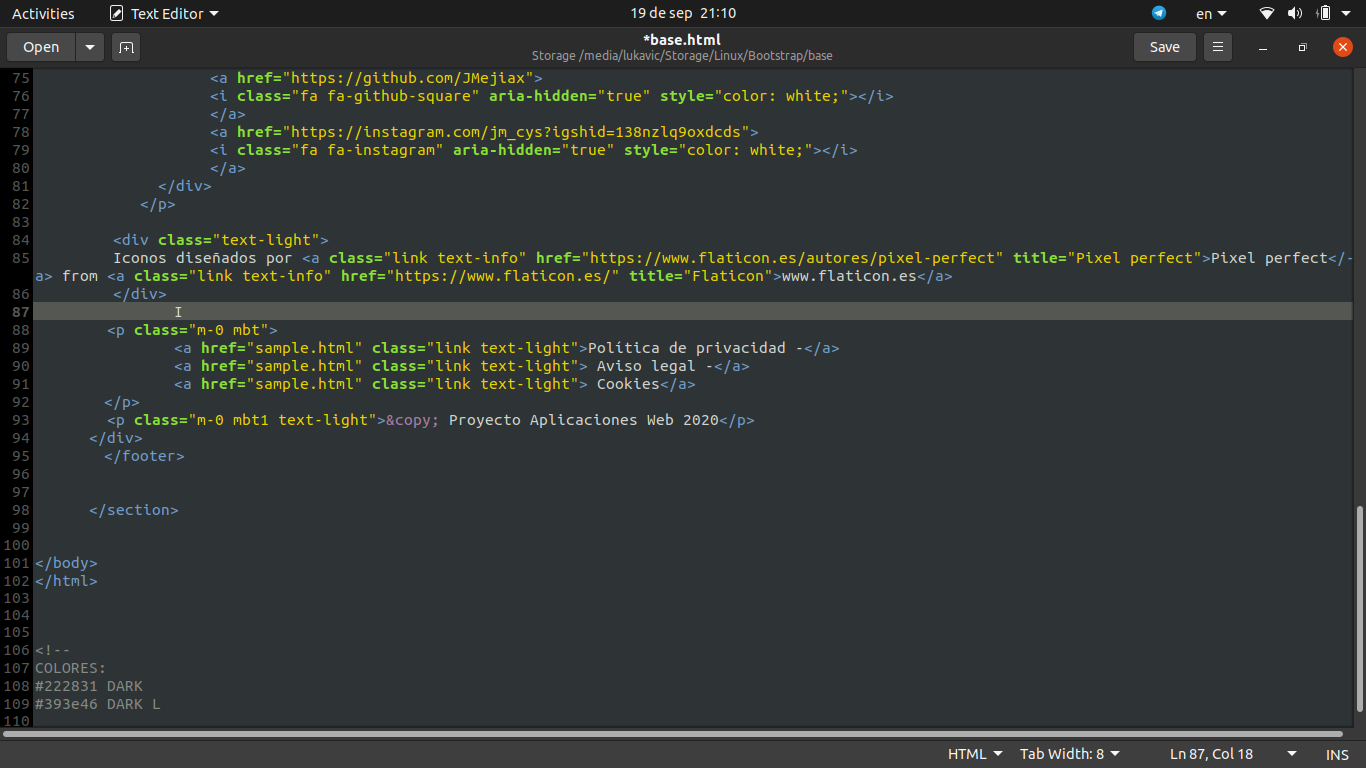 Activities Text Editor 19 de sep 21:10 en
Open *base.html Save
Storage /media/lukavic/Storage/Linux/Bootstrap/base
75 <a href="https://github.com/JMejiax">
76 <i class="fa fa-github-square" aria-hidden="true" style="color: white;"></i>
77 </a>
78 <a href="https://instagram.com/jm_cys?igshid=138nzlq9oxdcds">
79 <i class="fa fa-instagram" aria-hidden="true" style="color: white;"></i>
80 </a>
81 </div>
82 </p>
83
84 <div class="text-light">
85 Iconos diseñados por <a class="link text-info" href="https://www.flaticon.es/autores/pixel-perfect" title="Pixel perfect">Pixel perfect</
a> from <a class="link text-info" href="https://www.flaticon.es/" title="Flaticon">www.flaticon.es</a>
86 </div>
87
88 <p class="m-0 mbt">
89 <a href="sample.html" class="link text-light">Política de privacidad -</a>
90 <a href="sample.html" class="link text-light"> Aviso legal -</a>
91 <a href="sample.html" class="link text-light"> Cookies</a>
92 </p>
93 <p class="m-0 mbt1 text-light">&copy; Proyecto Aplicaciones Web 2020</p>
94 </div>
95 </footer>
96
97
98 </section>
99
100
101 </body>
102 </html>
103
104
105
106 <!--
107 COLORES:
108 #222831 DARK
109 #393e46 DARK L
110
HTML Tab Width: 8 Ln 87, Col 18 INS